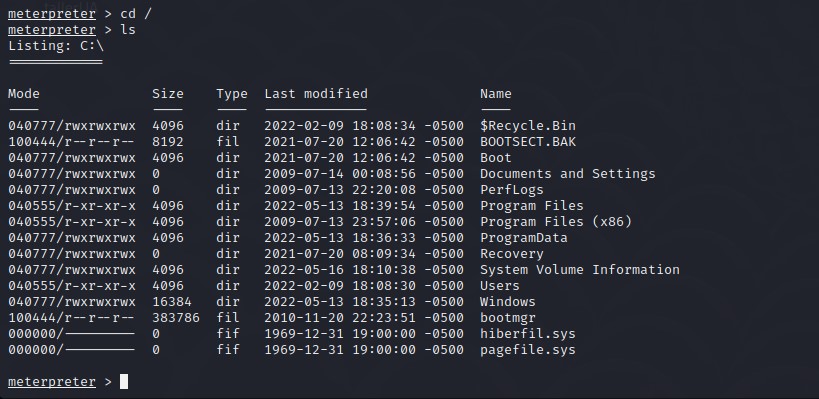 meterpreter > cd /
meterpreter > ls
Listing: C:\
============
Mode Size Type Last modified Name
---- ---- ---- ------------- ----
040777/rwxrwxrwx 4096 dir 2022-02-09 18:08:34 -0500 $Recycle.Bin
100444/r--r--r-- 8192 fil 2021-07-20 12:06:42 -0500 BOOTSECT.BAK
040777/rwxrwxrwx 4096 dir 2021-07-20 12:06:42 -0500 Boot
040777/rwxrwxrwx 0 dir 2009-07-14 00:08:56 -0500 Documents and Settings
040777/rwxrwxrwx 0 dir 2009-07-13 22:20:08 -0500 PerfLogs
040555/r-xr-xr-x 4096 dir 2022-05-13 18:39:54 -0500 Program Files
040555/r-xr-xr-x 4096 dir 2009-07-13 23:57:06 -0500 Program Files (x86)
040777/rwxrwxrwx 4096 dir 2022-05-13 18:36:33 -0500 ProgramData
040777/rwxrwxrwx 0 dir 2021-07-20 08:09:34 -0500 Recovery
040777/rwxrwxrwx 4096 dir 2022-05-16 18:10:38 -0500 System Volume Information
040555/r-xr-xr-x 4096 dir 2022-02-09 18:08:30 -0500 Users
040777/rwxrwxrwx 16384 dir 2022-05-13 18:35:13 -0500 Windows
100444/r--r--r-- 383786 fil 2010-11-20 22:23:51 -0500 bootmgr
000000/--------- 0 fif 1969-12-31 19:00:00 -0500 hiberfil.sys
000000/--------- 0 fif 1969-12-31 19:00:00 -0500 pagefile.sys
meterpreter >